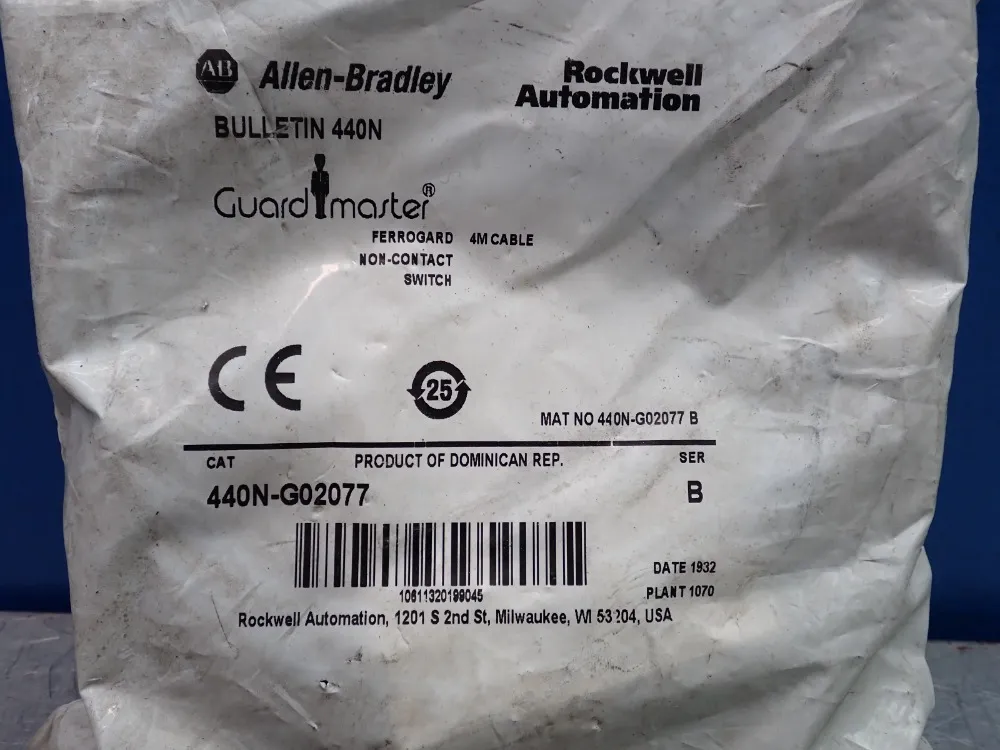 AB Allen-Bradley
Rockwell
Automation
BULLETIN 440N
Guardmaster®
FERROGARD 4M CABLE
NON-CONTACT
SWITCH
CE
25
MAT NO 440N-G02077 B
CAT PRODUCT OF DOMINICAN REP. SER
440N-G02077 B
10611320199045
DATE 1932
PLANT 1070
Rockwell Automation, 1201 S 2nd St, Milwaukee, WI 53204, USA